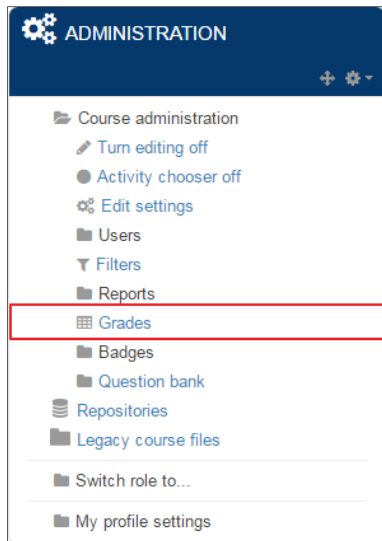 ADMINISTRATION
Course administration
Turn editing off
Activity chooser off
Edit settings
Users
Filters
Reports
Grades
Badges
Question bank
Repositories
Legacy course files
Switch role to...
My profile settings